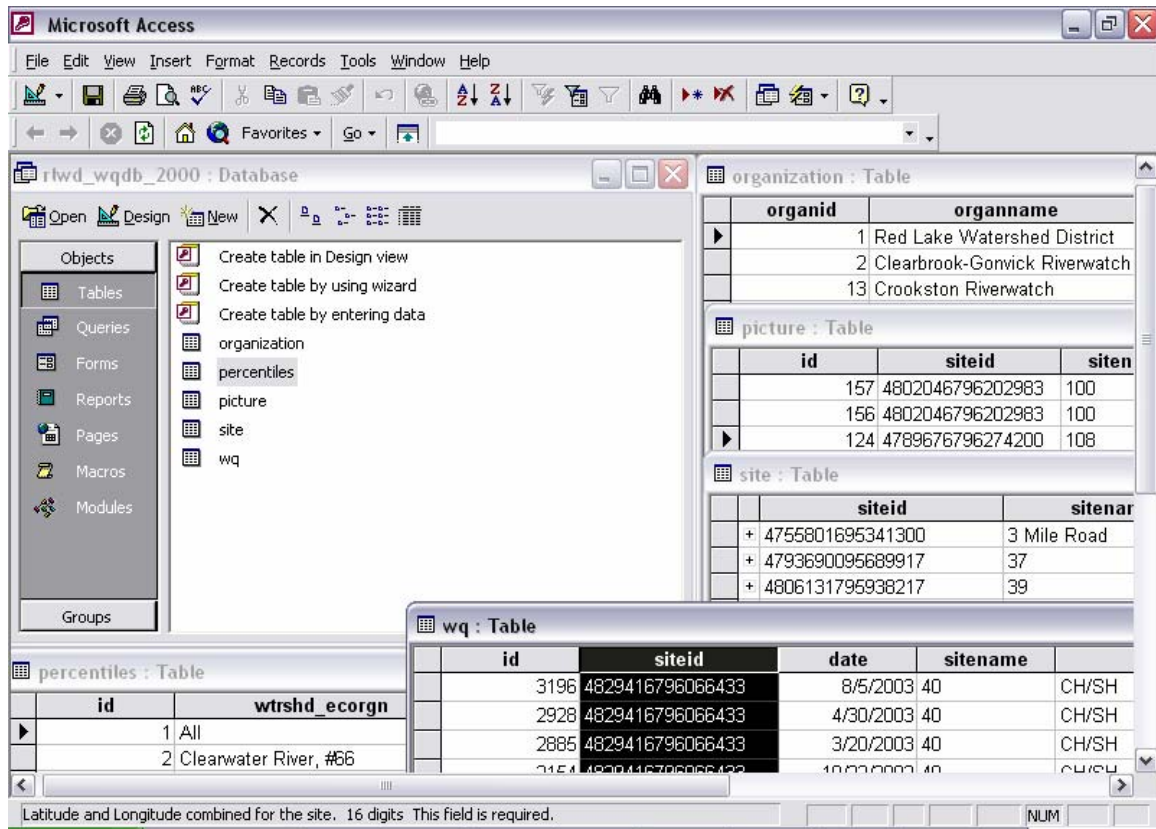 Microsoft Access
File Edit View Insert Format Records Tools Window Help
ABC A Z Z A
Favorites Go
rlwd_wqdb_2000 : Database
Open Design New
Objects
Tables
Queries
Forms
Reports
Pages
Macros
Modules
Groups
Create table in Design view
Create table by using wizard
Create table by entering data
organization
percentiles
picture
site
wq
organization : Table
organid organname
1 Red Lake Watershed District
2 Clearbrook-Gonvick Riverwatch
13 Crookston Riverwatch
picture : Table
id siteid siten
157 4802046796202983 100
156 4802046796202983 100
124 4789676796274200 108
site : Table
siteid sitenar
+ 4755801695341300 3 Mile Road
+ 4793690095689917 37
+ 4806131795938217 39
percentiles : Table
id wtrshd_ecorgn
1 All
2 Clearwater River, #66
wq : Table
id siteid date sitename
3196 4829416796066433 8/5/2003 40 CH/SH
2928 4829416796066433 4/30/2003 40 CH/SH
2885 4829416796066433 3/20/2003 40 CH/SH
40 CH/SH
Latitude and Longitude combined for the site. 16 digits This field is required.
NUM